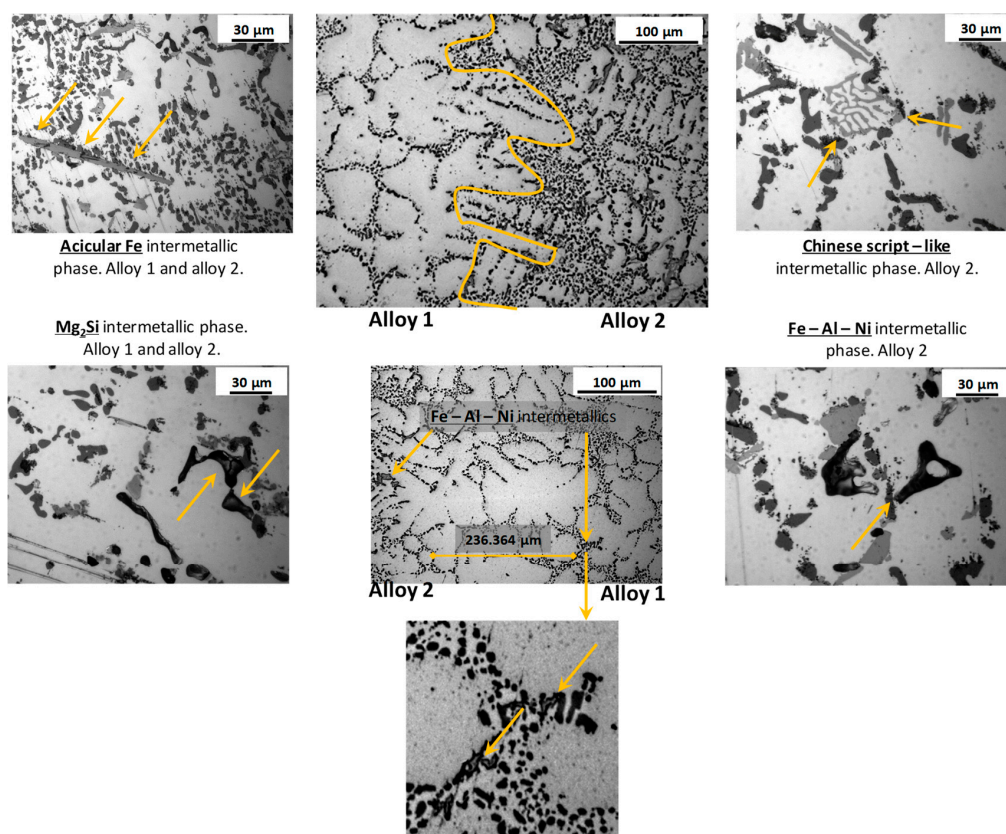 30 µm
100 µm
30 µm
Acicular Fe intermetallic
phase. Alloy 1 and alloy 2.
Chinese script – like
intermetallic phase. Alloy 2.
Alloy 1
Alloy 2
Mg₂Si intermetallic phase.
Alloy 1 and alloy 2.
Fe – Al – Ni intermetallic
phase. Alloy 2
30 µm
100 µm
30 µm
Fe – Al – Ni intermetallics
236.364 µm
Alloy 2
Alloy 1